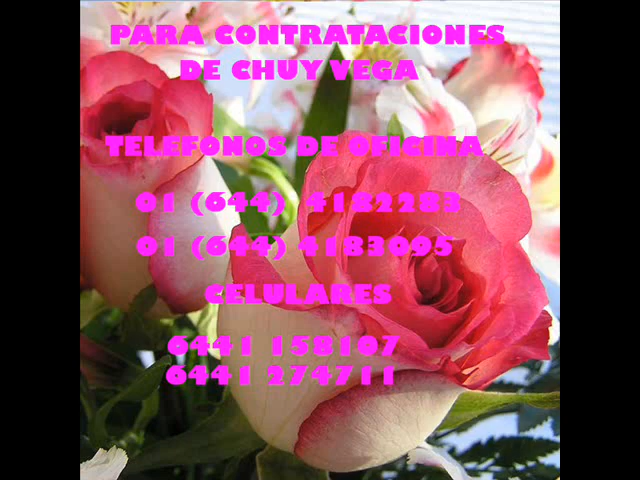 PARA CONTRATACIONES
DE CHUY VEGA
TELEFONOS DE OFICINA
01 (644) 4182283
01 (644) 4183095
CELULARES
6441 158107
6441 274711